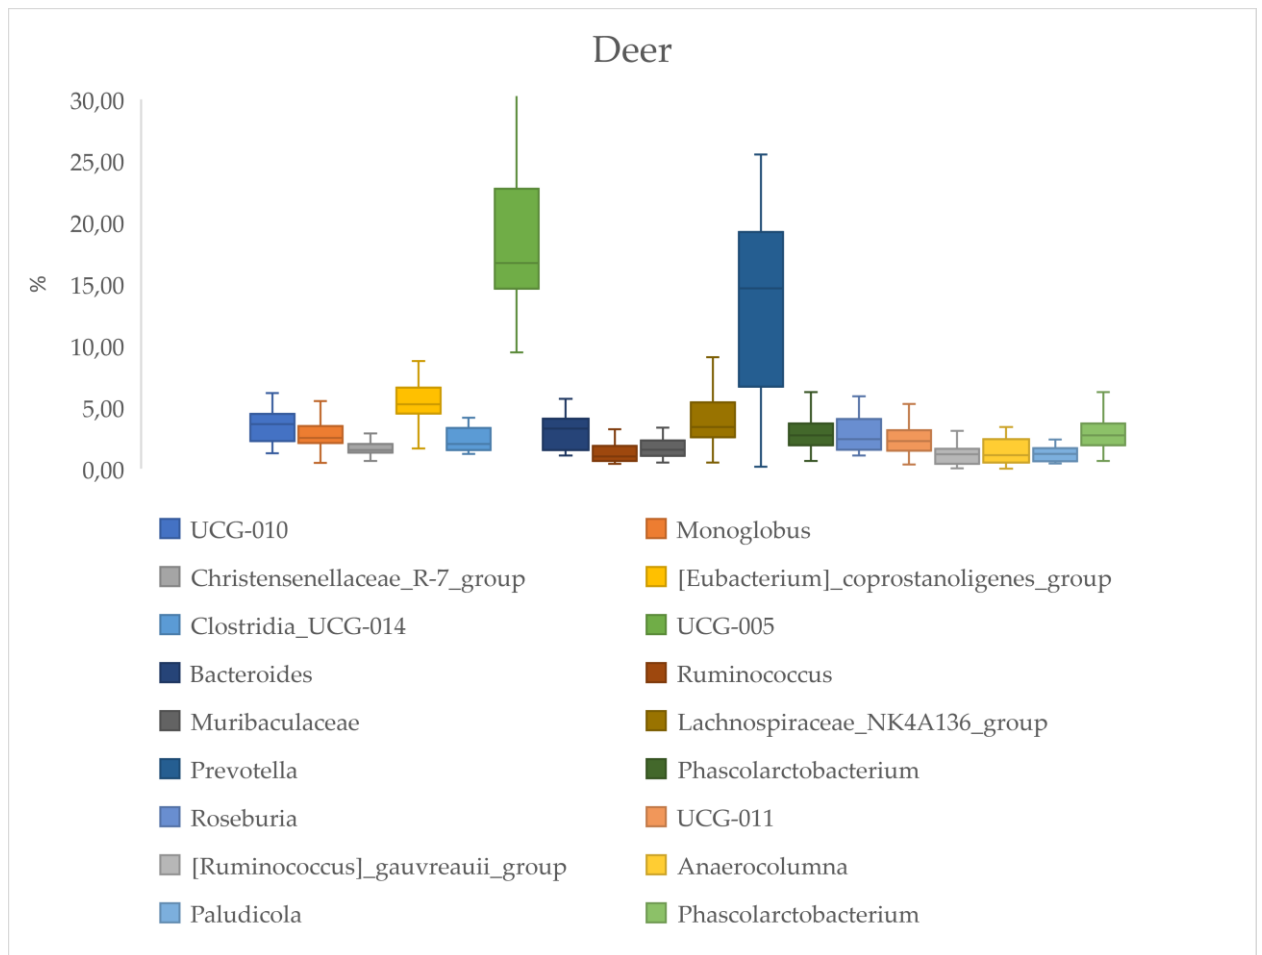 Deer
30,00
25,00
20,00
15,00
10,00
5,00
0,00
%
UCG-010
Monoglobus
Christensenellaceae_R-7_group
[Eubacterium]_coprostanoligenes_group
Clostridia_UCG-014
UCG-005
Bacteroides
Ruminococcus
Muribaculaceae
Lachnospiraceae_NK4A136_group
Prevotella
Phascolarctobacterium
Roseburia
UCG-011
[Ruminococcus]_gauvreauii_group
Anaerocolumna
Paludicola
Phascolarctobacterium